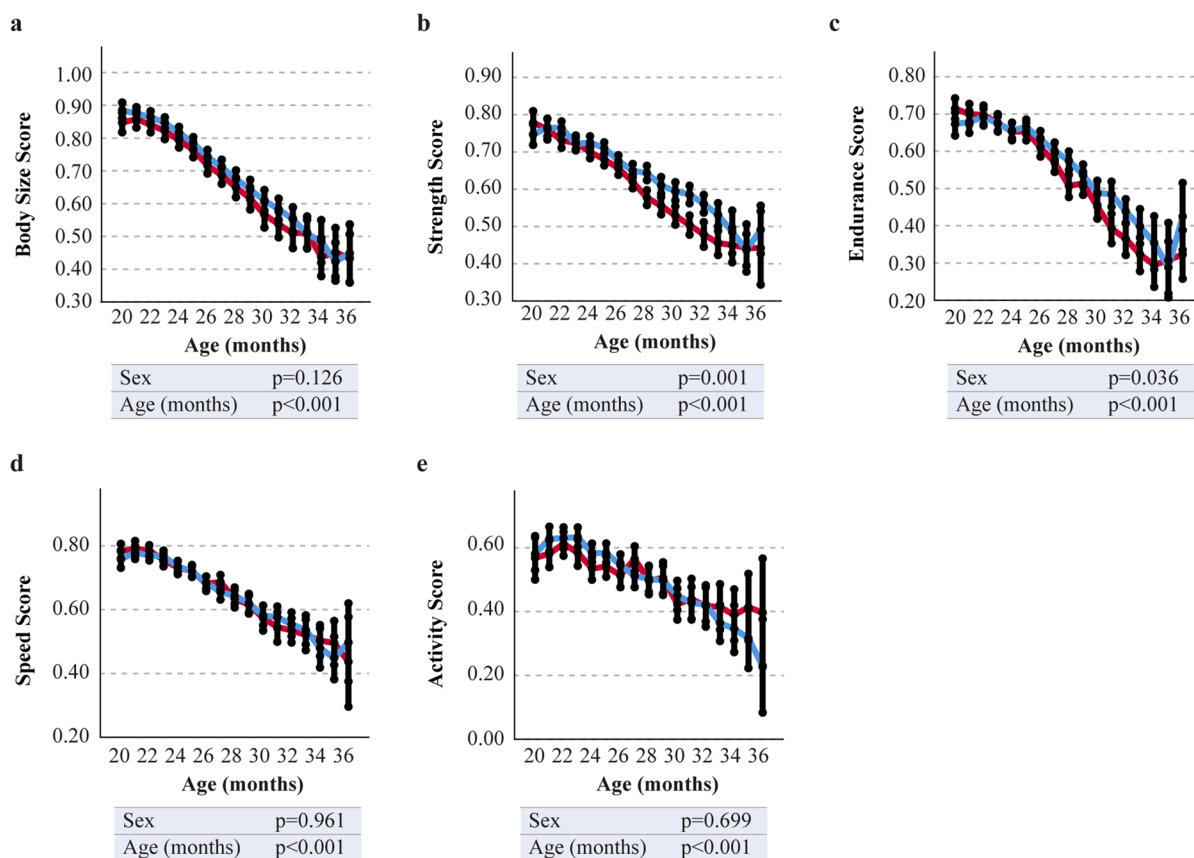 a
1.00
0.90
0.80
0.70
0.60
0.50
0.40
0.30
Body Size Score
20 22 24 26 28 30 32 34 36
Age (months)
Sex p=0.126
Age (months) p<0.001
b
0.90
0.80
0.70
0.60
0.50
0.40
0.30
Strength Score
20 22 24 26 28 30 32 34 36
Age (months)
Sex p=0.001
Age (months) p<0.001
c
0.80
0.70
0.60
0.50
0.40
0.30
0.20
Endurance Score
20 22 24 26 28 30 32 34 36
Age (months)
Sex p=0.036
Age (months) p<0.001
d
0.80
0.60
0.40
0.20
Speed Score
20 22 24 26 28 30 32 34 36
Age (months)
Sex p=0.961
Age (months) p<0.001
e
0.60
0.40
0.20
0.00
Activity Score
20 22 24 26 28 30 32 34 36
Age (months)
Sex p=0.699
Age (months) p<0.001